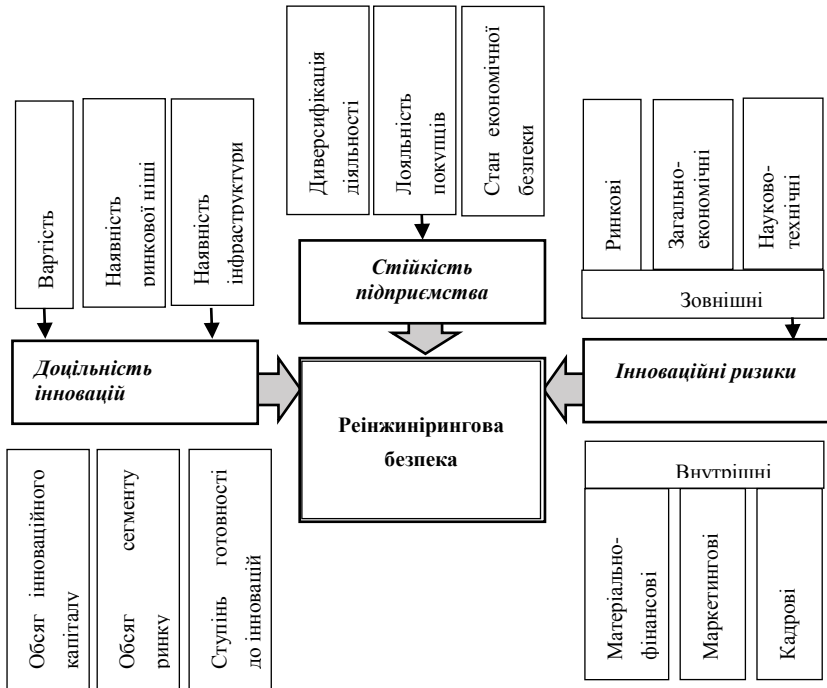 Вартість
Наявність
ринкової ніші
Наявність
інфраструктури
Диверсифікація
діяльності
Лояльність
покупців
Стан економічної
безпеки
Ринкові
Загально-
економічні
Науково-
технічні
Зовнішні
Стійкість
підприємства
Доцільність
інновацій
Реінжинірингова
безпека
Інноваційні ризики
Внутрішні
Обсяг інноваційного
капіталу
Обсяг сегменту
ринку
Ступінь готовності
до інновацій
Матеріально-
фінансові
Маркетингові
Кадрові